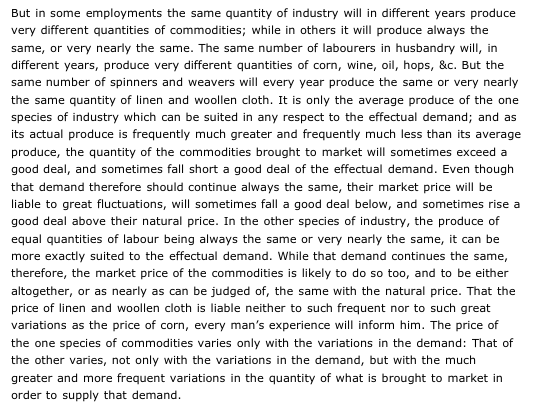 But in some employments the same quantity of industry will in different years produce
very different quantities of commodities; while in others it will produce always the
same, or very nearly the same. The same number of labourers in husbandry will, in
different years, produce very different quantities of corn, wine, oil, hops, &c. But the
same number of spinners and weavers will every year produce the same or very nearly
the same quantity of linen and woollen cloth. It is only the average produce of the one
species of industry which can be suited in any respect to the effectual demand; and as
its actual produce is frequently much greater and frequently much less than its average
produce, the quantity of the commodities brought to market will sometimes exceed a
good deal, and sometimes fall short a good deal of the effectual demand. Even though
that demand therefore should continue always the same, their market price will be
liable to great fluctuations, will sometimes fall a good deal below, and sometimes rise a
good deal above their natural price. In the other species of industry, the produce of
equal quantities of labour being always the same or very nearly the same, it can be
more exactly suited to the effectual demand. While that demand continues the same,
therefore, the market price of the commodities is likely to do so too, and to be either
altogether, or as nearly as can be judged of, the same with the natural price. That the
price of linen and woollen cloth is liable neither to such frequent nor to such great
variations as the price of corn, every man's experience will inform him. The price of
the one species of commodities varies only with the variations in the demand: That of
the other varies, not only with the variations in the demand, but with the much
greater and more frequent variations in the quantity of what is brought to market in
order to supply that demand.